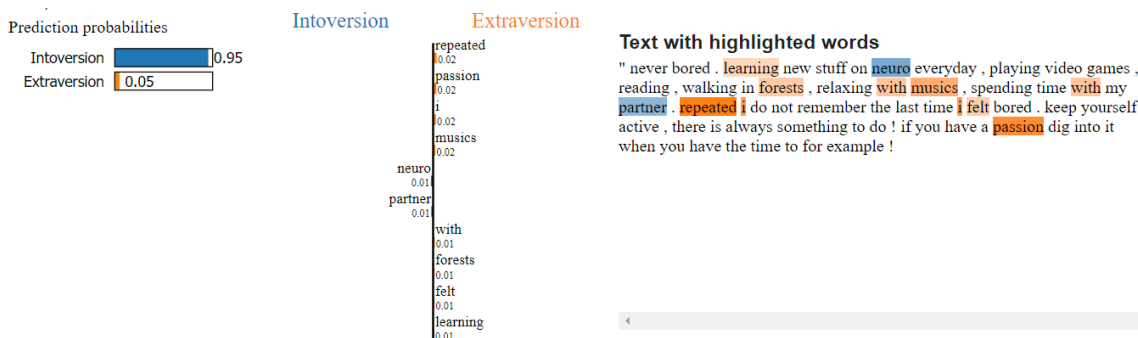 Prediction probabilities
Intoversion 0.95
Extraversion 0.05
Intoversion Extraversion
repeated
0.02
passion
0.02
i
0.02
musics
0.02
neuro
0.01
partner
0.01
with
0.01
forests
0.01
felt
0.01
learning
0.01
Text with highlighted words
" never bored . learning new stuff on neuro everyday , playing video games ,
reading , walking in forests , relaxing with musics , spending time with my
partner . repeated i do not remember the last time i felt bored . keep yourself
active , there is always something to do ! if you have a passion dig into it
when you have the time to for example !